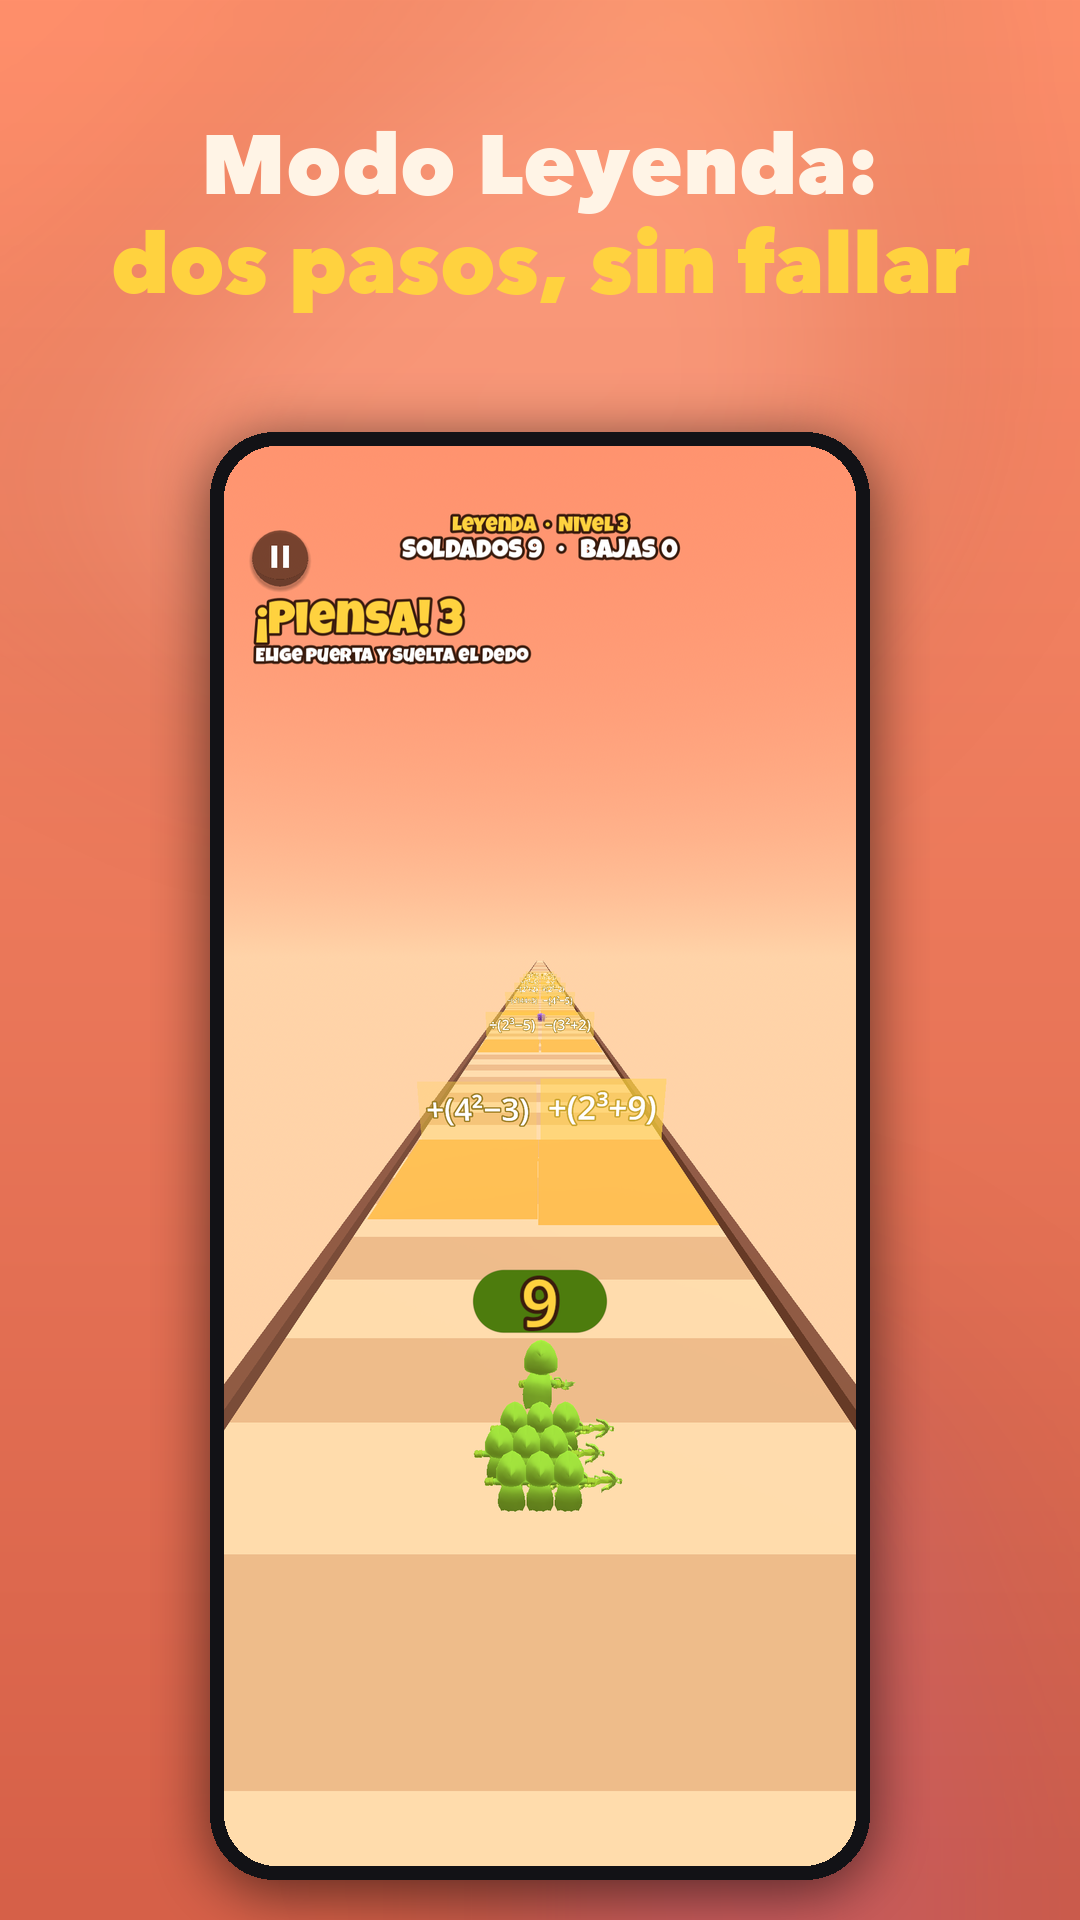 Modo Leyenda:
dos pasos, sin fallar
Leyenda · Nivel 3
SOLDADOS 9 · BAJAS 0
¡Piensa! 3
Elige puerta y suelta el dedo
+(2³−5) −(3²+2)
+(4²−3) +(2³+9)
9